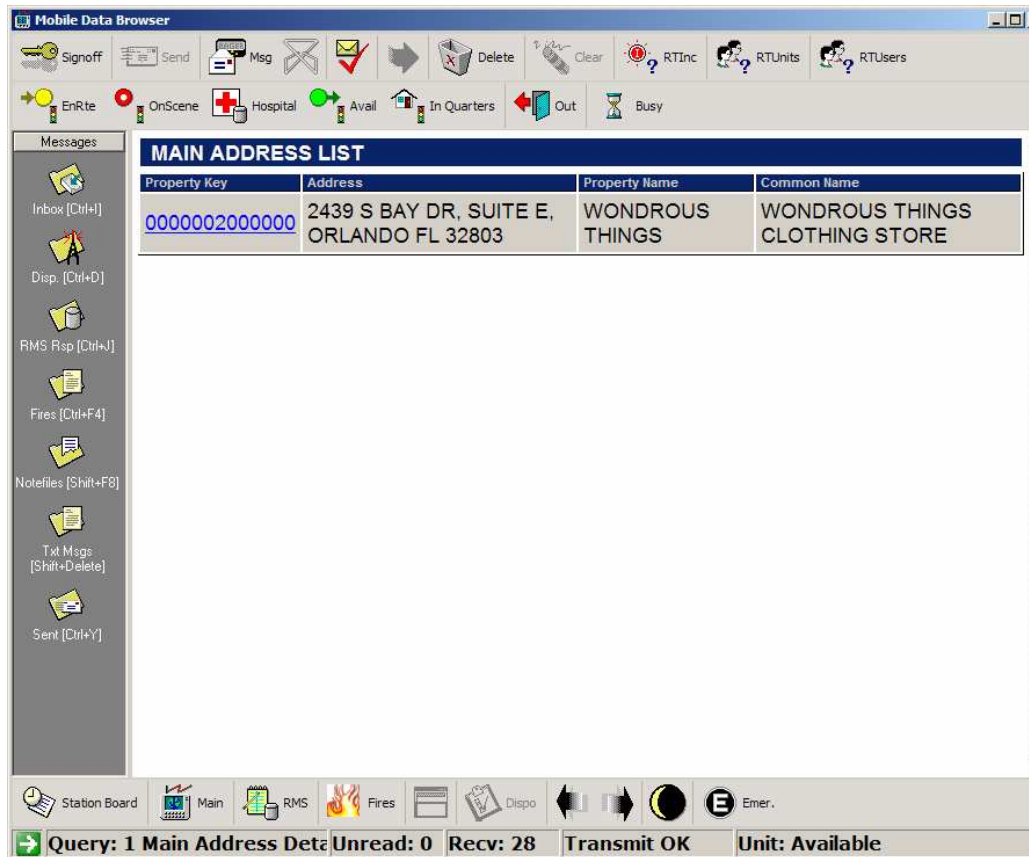 Mobile Data Browser
Signoff Send Msg Delete Clear RTInc RTUnits RTUsers
EnRte OnScene Hospital Avail In Quarters Out Busy
Messages
Inbox [Ctrl+I]
Disp. [Ctrl+D]
RMS Rsp [Ctrl+J]
Fires [Ctrl+F4]
Notefiles [Shift+F8]
Txt Msgs
[Shift+Delete]
Sent [Ctrl+Y]
MAIN ADDRESS LIST
Property Key Address Property Name Common Name
0000002000000 2439 S BAY DR, SUITE E, WONDROUS WONDROUS THINGS
ORLANDO FL 32803 THINGS CLOTHING STORE
Station Board Main RMS Fires Dispo E Emer.
Query: 1 Main Address Deta Unread: 0 Recv: 28 Transmit OK Unit: Available